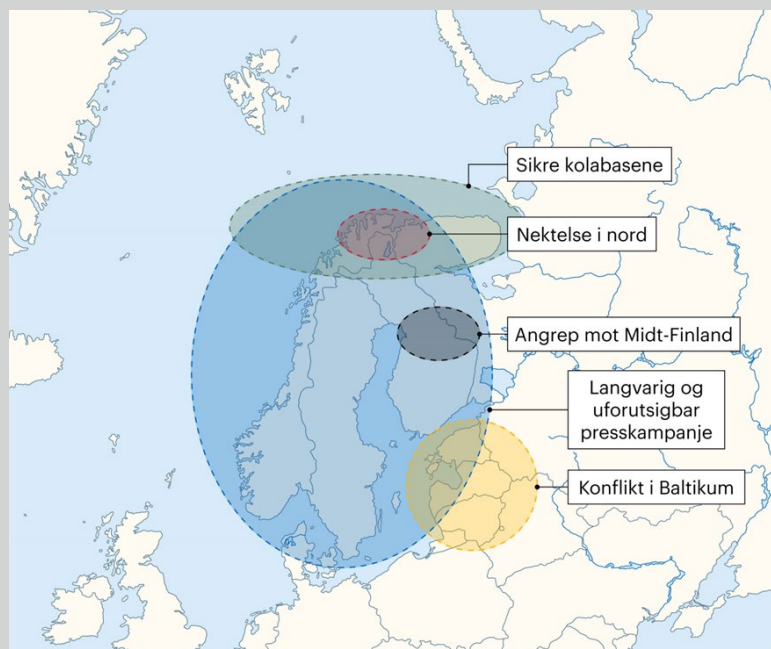 Sikre kolabasene
Nektelse i nord
Angrep mot Midt-Finland
Langvarig og
uforutsigbar
presskampanje
Konflikt i Baltikum